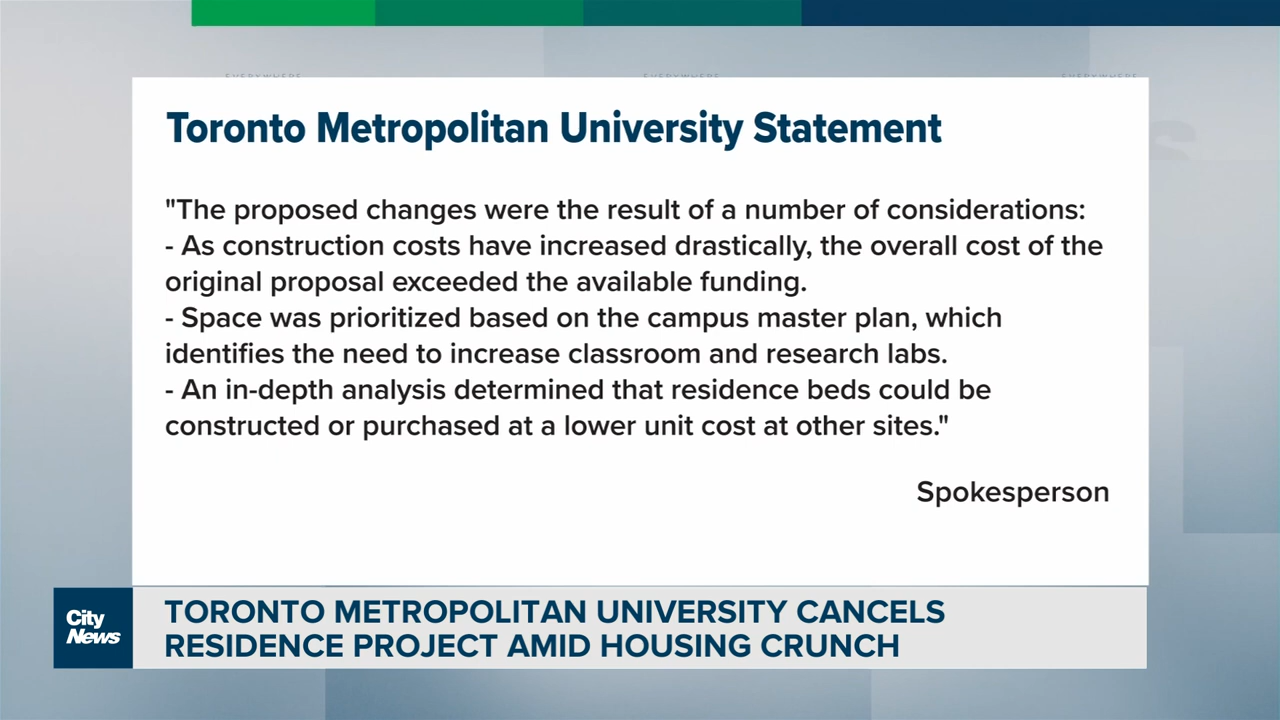 EVERYWHERE EVERYWHERE EVERYWHERE
Toronto Metropolitan University Statement
"The proposed changes were the result of a number of considerations:
- As construction costs have increased drastically, the overall cost of the
original proposal exceeded the available funding.
- Space was prioritized based on the campus master plan, which
identifies the need to increase classroom and research labs.
- An in-depth analysis determined that residence beds could be
constructed or purchased at a lower unit cost at other sites."
Spokesperson
City
News
TORONTO METROPOLITAN UNIVERSITY CANCELS
RESIDENCE PROJECT AMID HOUSING CRUNCH